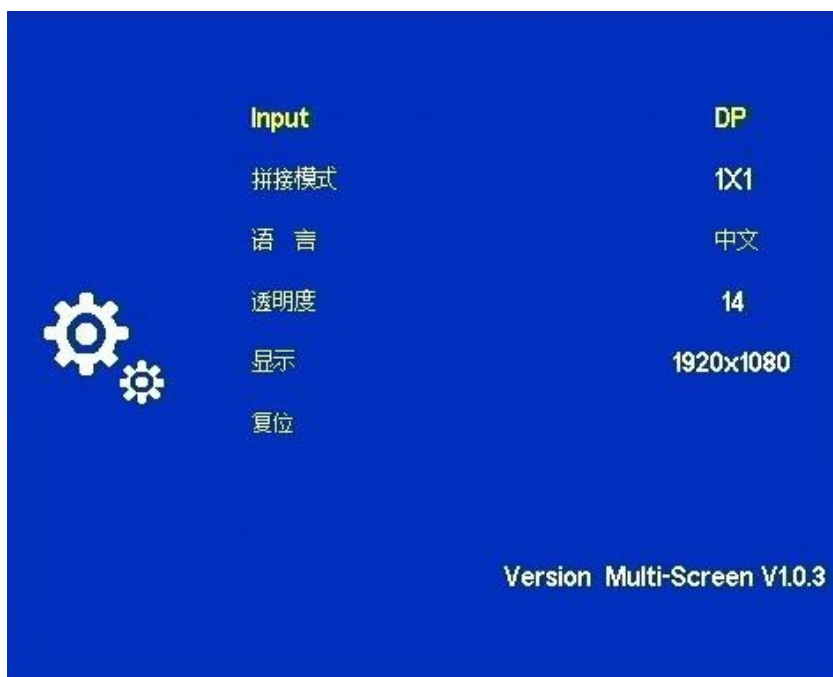 Input DP
拼接模式 1X1
语 言 中文
透明度 14
显示 1920x1080
复位
Version Multi-Screen V1.0.3